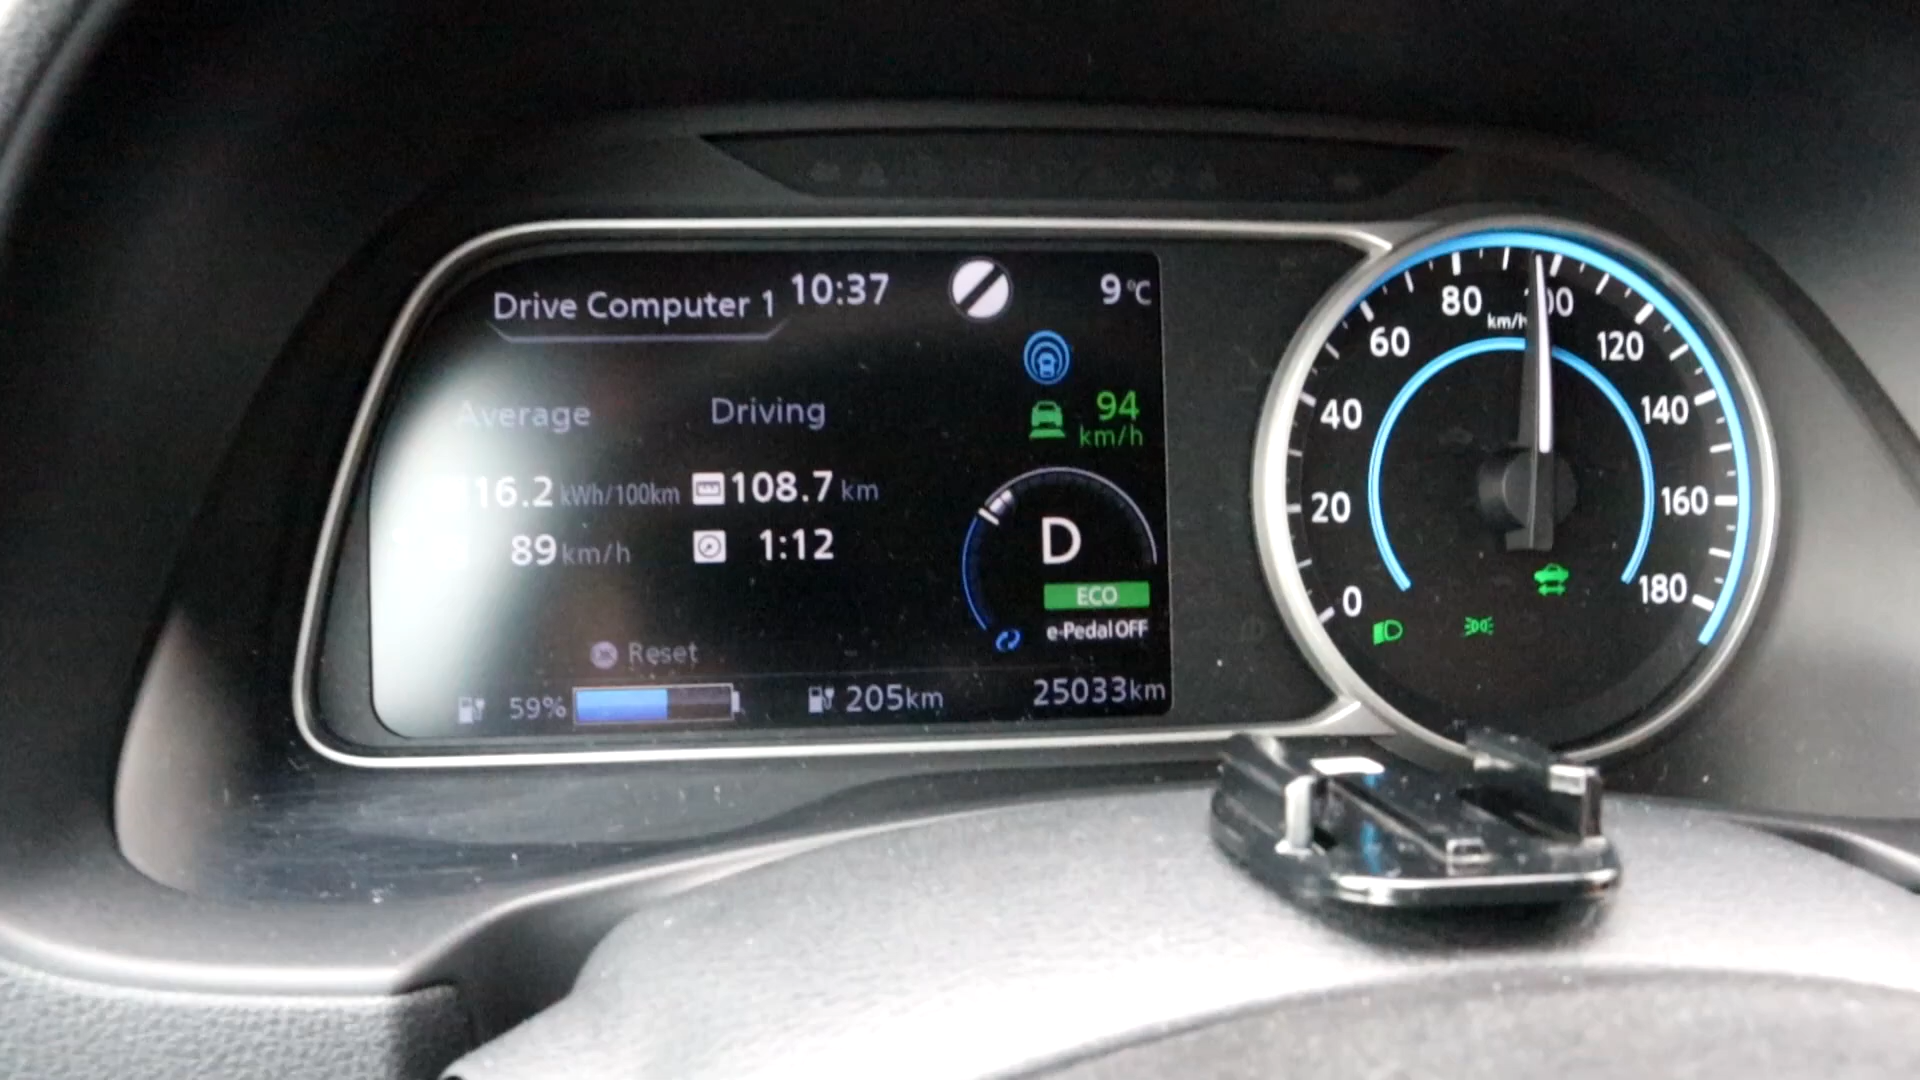 Drive Computer 1 10:37 9°C
94
km/h
Average Driving
16.2 kWh/100km 108.7 km
89 km/h 1:12
D
ECO
e-Pedal OFF
Reset
59% 205km 25033km
0
20
40
60
80
100
120
140
160
180
km/h